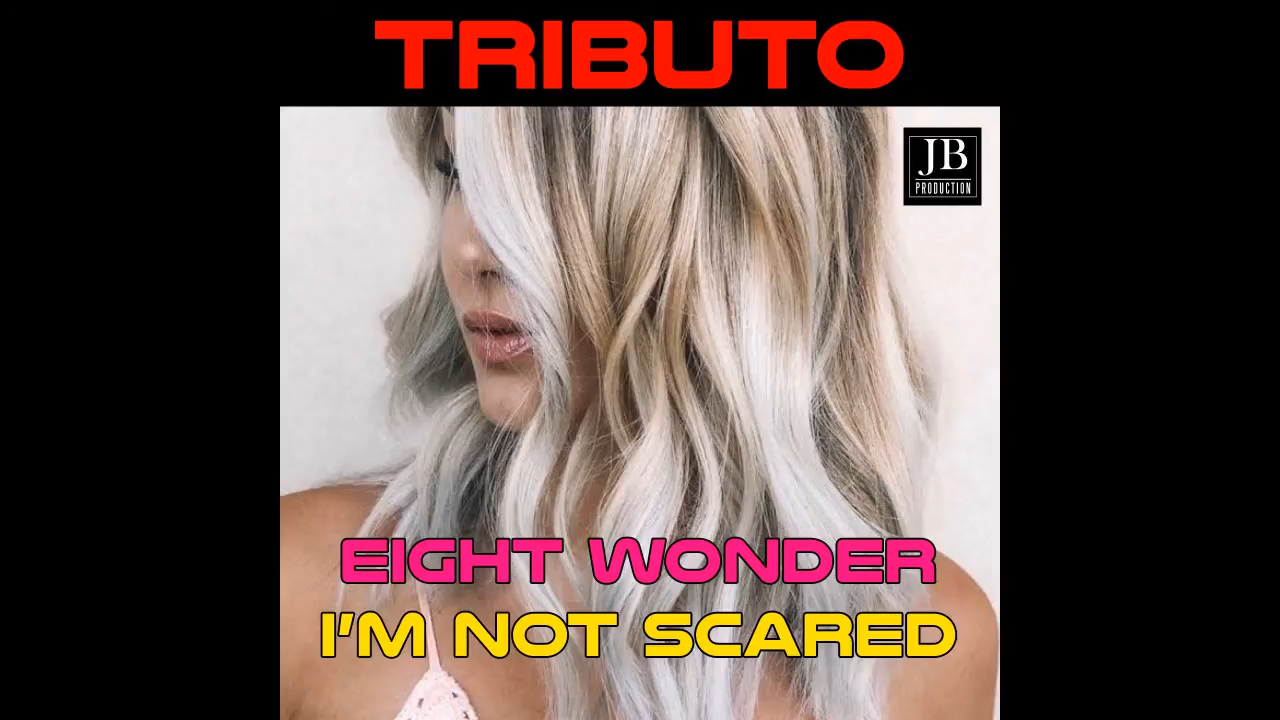 TRIBUTO
JB
PRODUCTION
EIGHT WONDER
I'M NOT SCARED